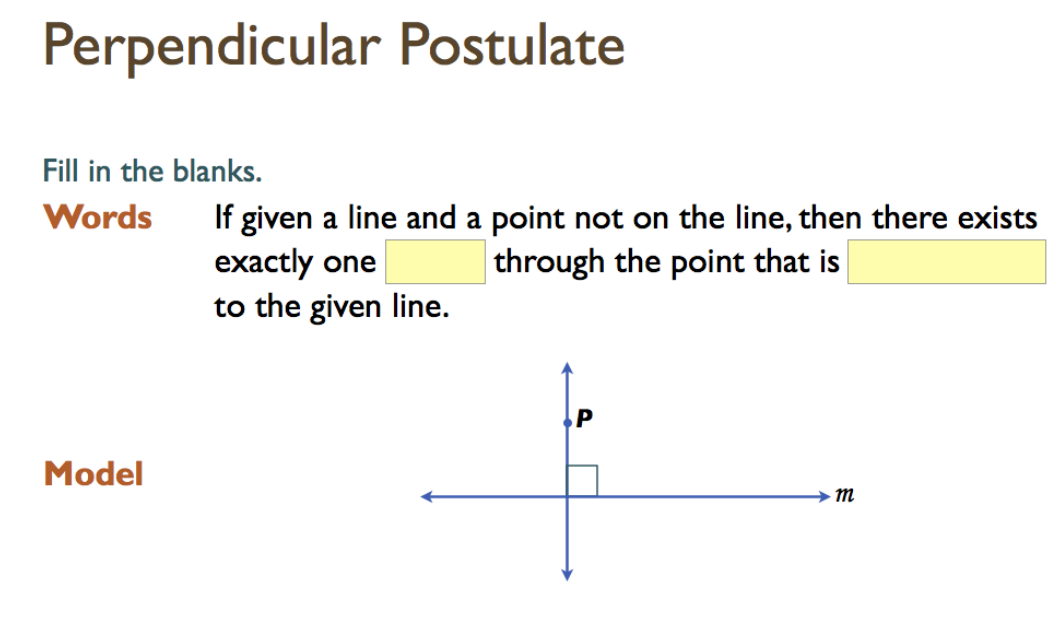 Perpendicular Postulate
Fill in the blanks.
Words If given a line and a point not on the line, then there exists
exactly one through the point that is
to the given line.
P
Model
m